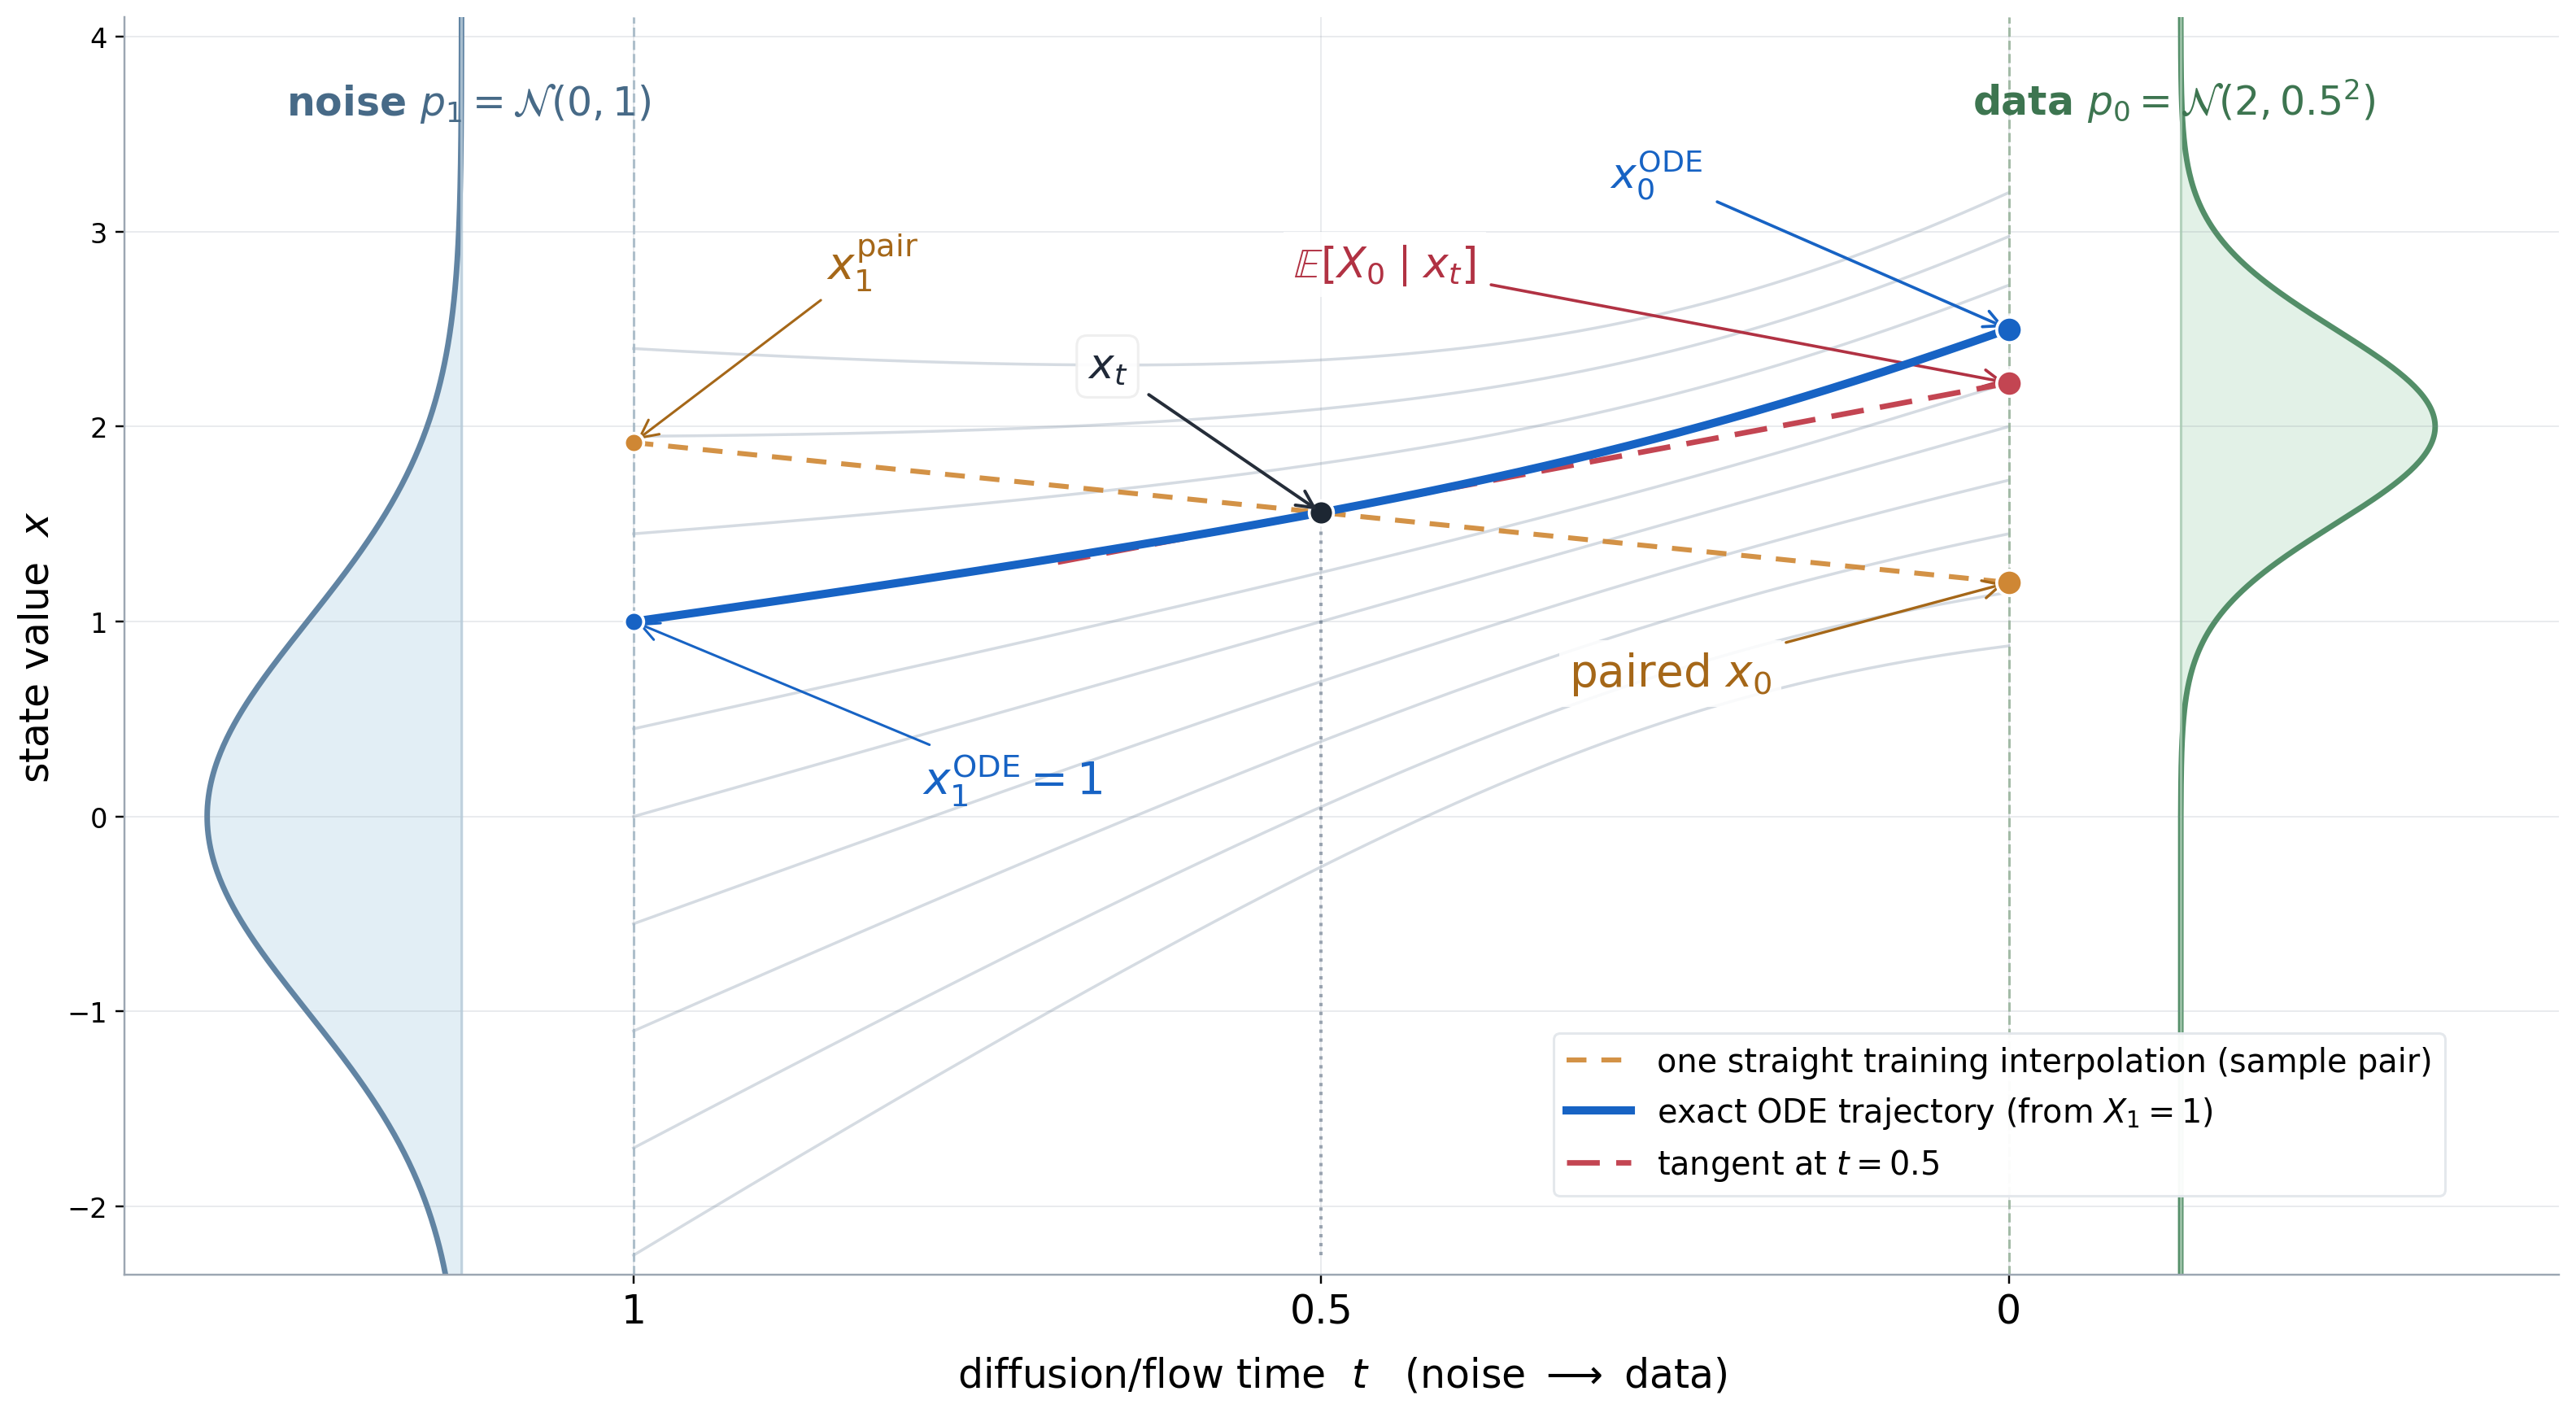 4
noise p₁ = 𝒩(0, 1)
data p₀ = 𝒩(2, 0.5²)
x₀^ODE
3
x₁^pair
𝔼[X₀ | xₜ]
xₜ
2
state value x
1
paired x₀
x₁^ODE = 1
0
−1
one straight training interpolation (sample pair)
exact ODE trajectory (from X₁ = 1)
tangent at t = 0.5
−2
1
0.5
0
diffusion/flow time t (noise ⟶ data)